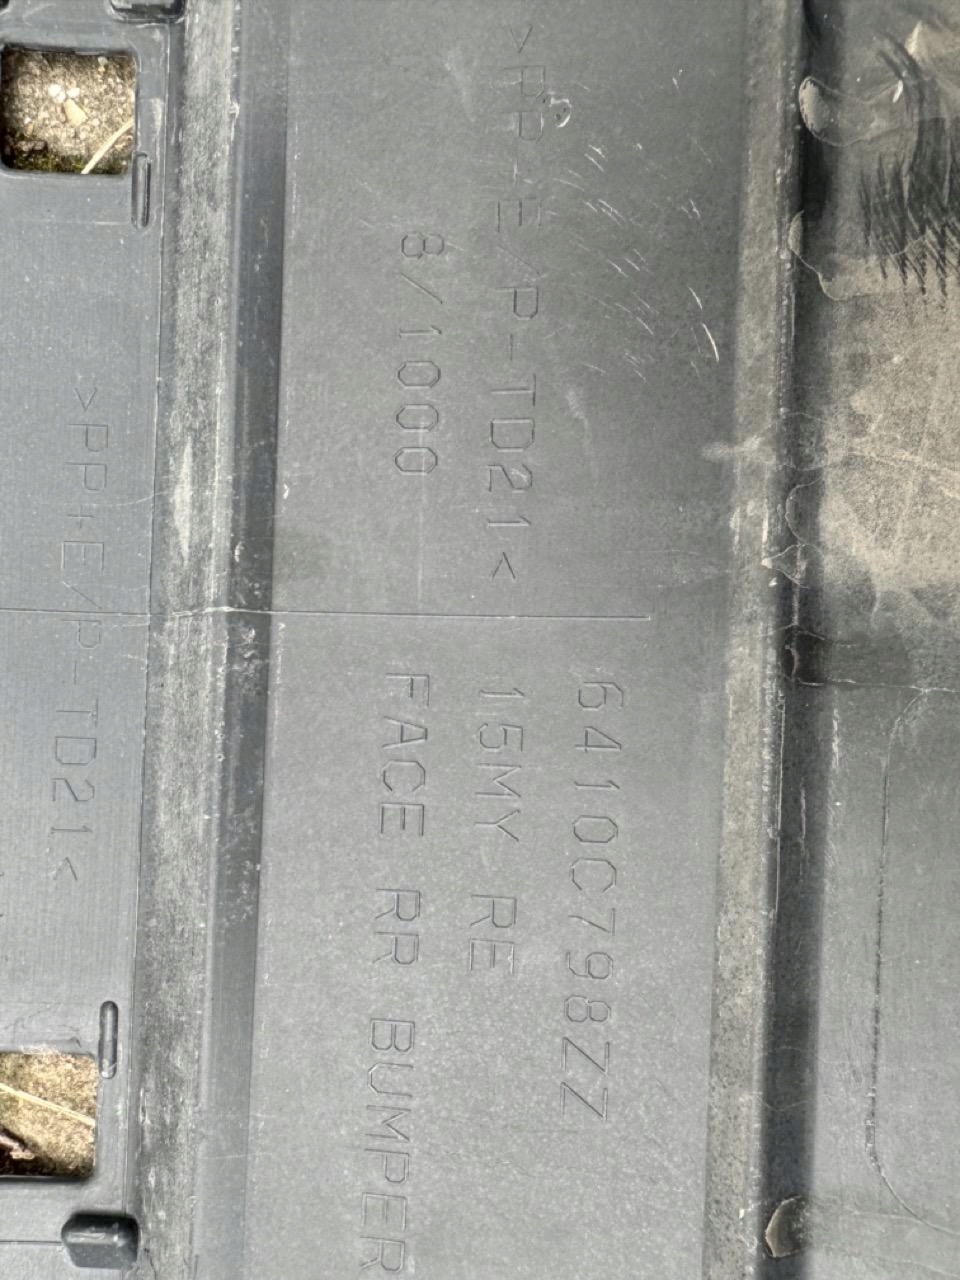 >PP+E/P-TD21<
8/1000
6410C798ZZ
15MY RE
FACE RR BUMPER
>PP+E/P-TD21<